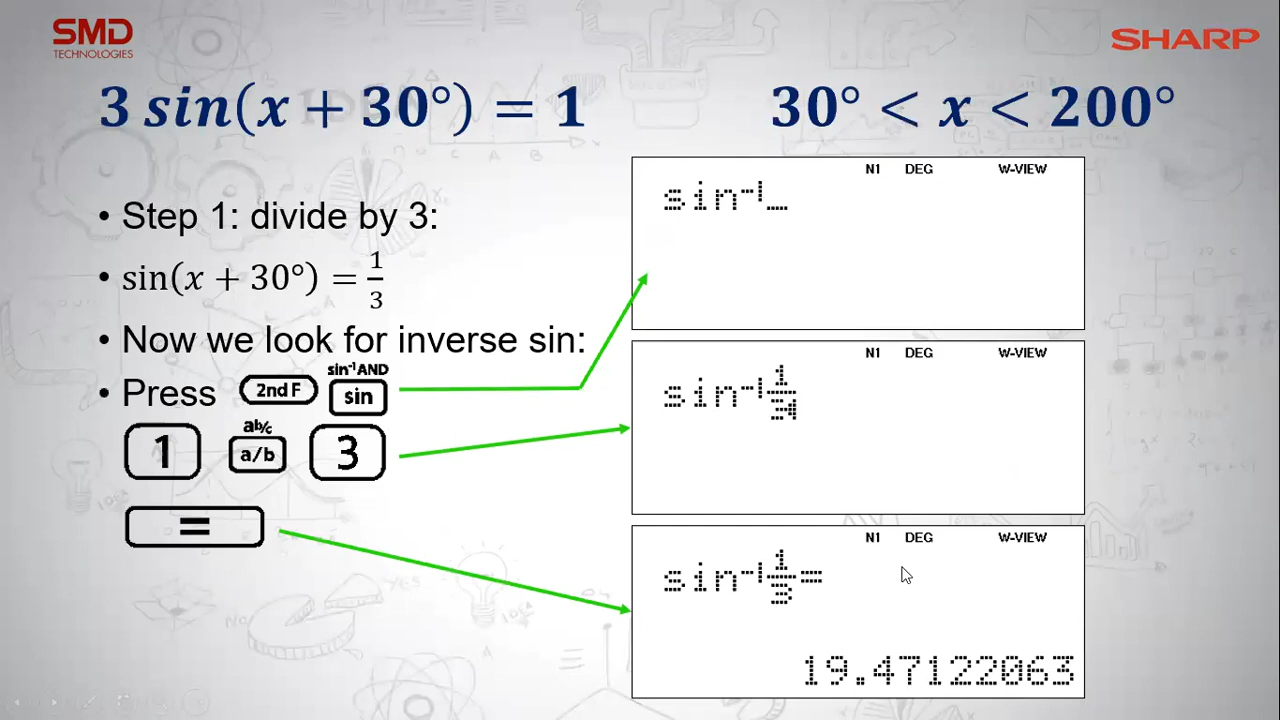 SMD
TECHNOLOGIES
SHARP
3 sin(x + 30°) = 1
30° < x < 200°
• Step 1: divide by 3:
• sin(x + 30°) = 1/3
• Now we look for inverse sin:
• Press 2nd F sin⁻¹AND sin
1 ab/c a/b 3
=
N1 DEG W-VIEW
sin⁻¹_
N1 DEG W-VIEW
sin⁻¹1/3
N1 DEG W-VIEW
sin⁻¹1/3=
19.47122063